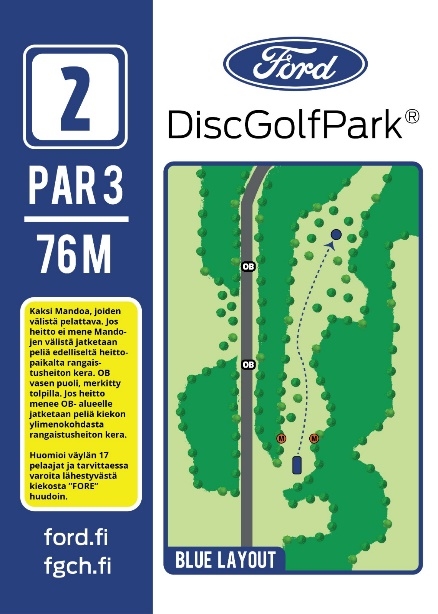 2
PAR 3
76 M
Kaksi Mandoa, joiden
välistä pelattava. Jos
heitto ei mene Mando-
jen välistä jatketaan
peliä edelliseltä heitto-
paikalta rangais-
tusheiton kera. OB
vasen puoli, merkitty
tolpilla. Jos heitto
menee OB- alueelle
jatketaan peliä kiekon
ylimenokohdasta
rangaistusheiton kera.
Huomioi väylän 17
pelaajat ja tarvittaessa
varoita lähestyvästä
kiekosta "FORE"
huudoin.
ford.fi
fgch.fi
Ford
DiscGolfPark®
OB
OB
M
M
BLUE LAYOUT